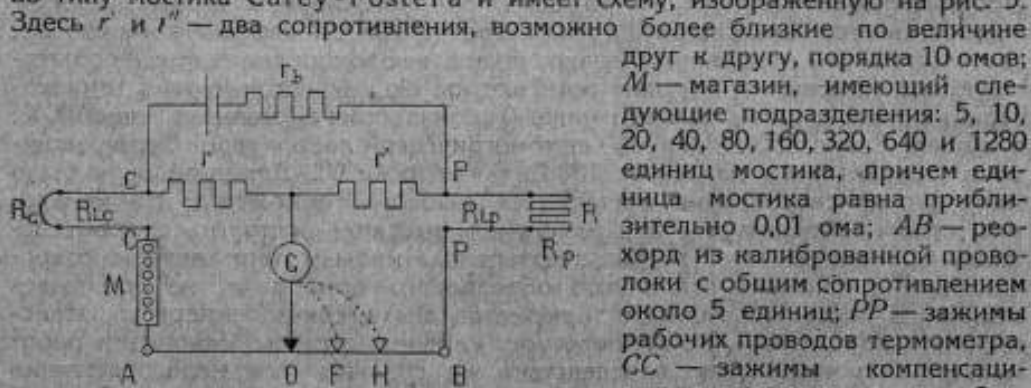 по типу мостика Carey-Foster'а и имеет схему, изображенную на рис. 5.
Здесь r' и r'' — два сопротивления, возможно более близкие по величине
друг к другу, порядка 10 омов;
M — магазин, имеющий сле-
дующие подразделения: 5, 10,
20, 40, 80, 160, 320, 640 и 1280
единиц мостика, причем еди-
ница мостика равна прибли-
зительно 0,01 ома; AB — рео-
хорд из калиброванной прово-
локи с общим сопротивлением
около 5 единиц; PP — зажимы
рабочих проводов термометра,
CC — зажимы компенсаци-
r_b
C r r' P
R_c R_Lc R_Lp R
C G P R_p
M
A O F H B